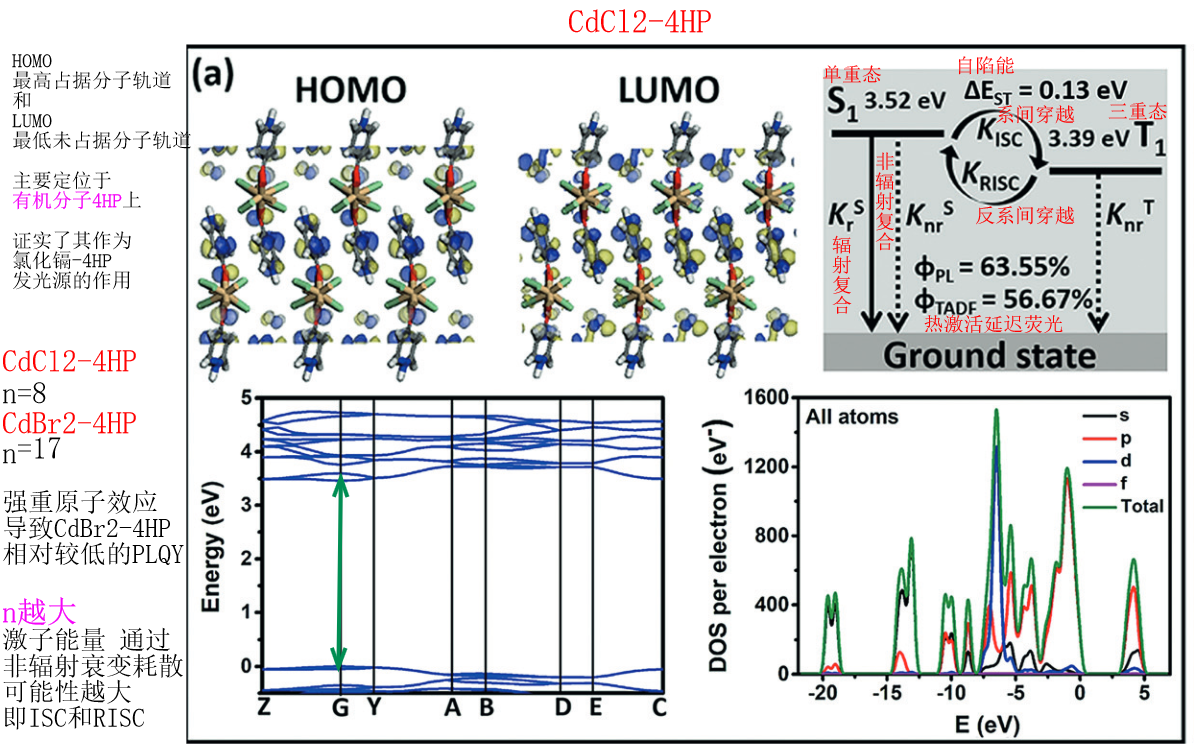 CdCl2-4HP
HOMO
最高占据分子轨道
和
LUMO
最低未占据分子轨道
主要定位于
有机分子4HP上
证实了其作为
氯化镉-4HP
发光源的作用
CdCl2-4HP
n=8
CdBr2-4HP
n=17
强重原子效应
导致CdBr2-4HP
相对较低的PLQY
n越大
激子能量 通过
非辐射衰变耗散
可能性越大
即ISC和RISC
(a)
HOMO
LUMO
单重态
自陷能
S1 3.52 eV
ΔEST = 0.13 eV
系间穿越
三重态
KISC
3.39 eV T1
KRISC
反系间穿越
非辐射复合
KrS
KnrS
KnrT
辐射复合
ϕPL = 63.55%
ϕTADF = 56.67%
热激活延迟荧光
Ground state
Energy (eV)
5
4
3
2
1
0
Z G Y A B D E C
DOS per electron (eV-)
1600
1200
800
400
0
All atoms
s
p
d
f
Total
-20 -15 -10 -5 0 5
E (eV)